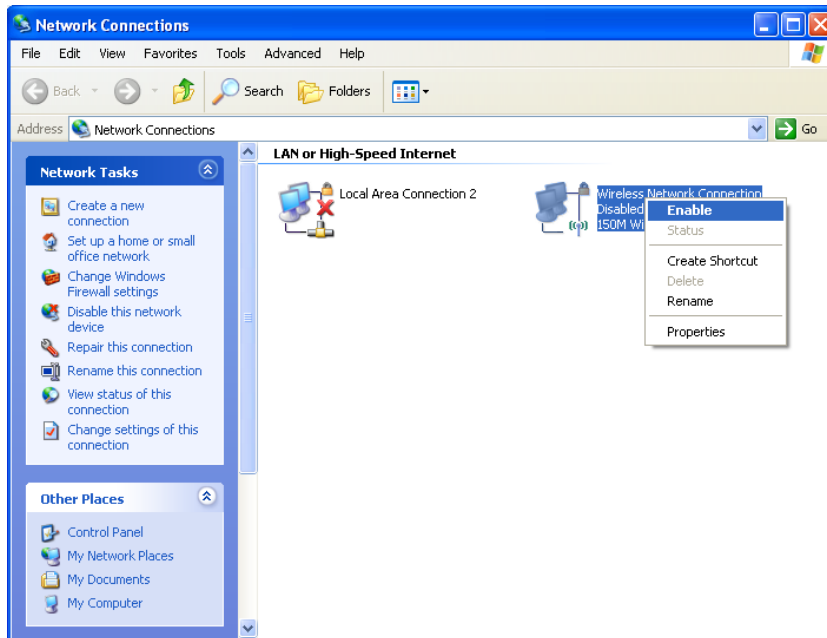 Network Connections
File Edit View Favorites Tools Advanced Help
Back Search Folders
Address Network Connections Go
Network Tasks
Create a new
connection
Set up a home or small
office network
Change Windows
Firewall settings
Disable this network
device
Repair this connection
Rename this connection
View status of this
connection
Change settings of this
connection
Other Places
Control Panel
My Network Places
My Documents
My Computer
LAN or High-Speed Internet
Local Area Connection 2
Wireless Network Connection
Disabled
150M
Enable
Status
Create Shortcut
Delete
Rename
Properties